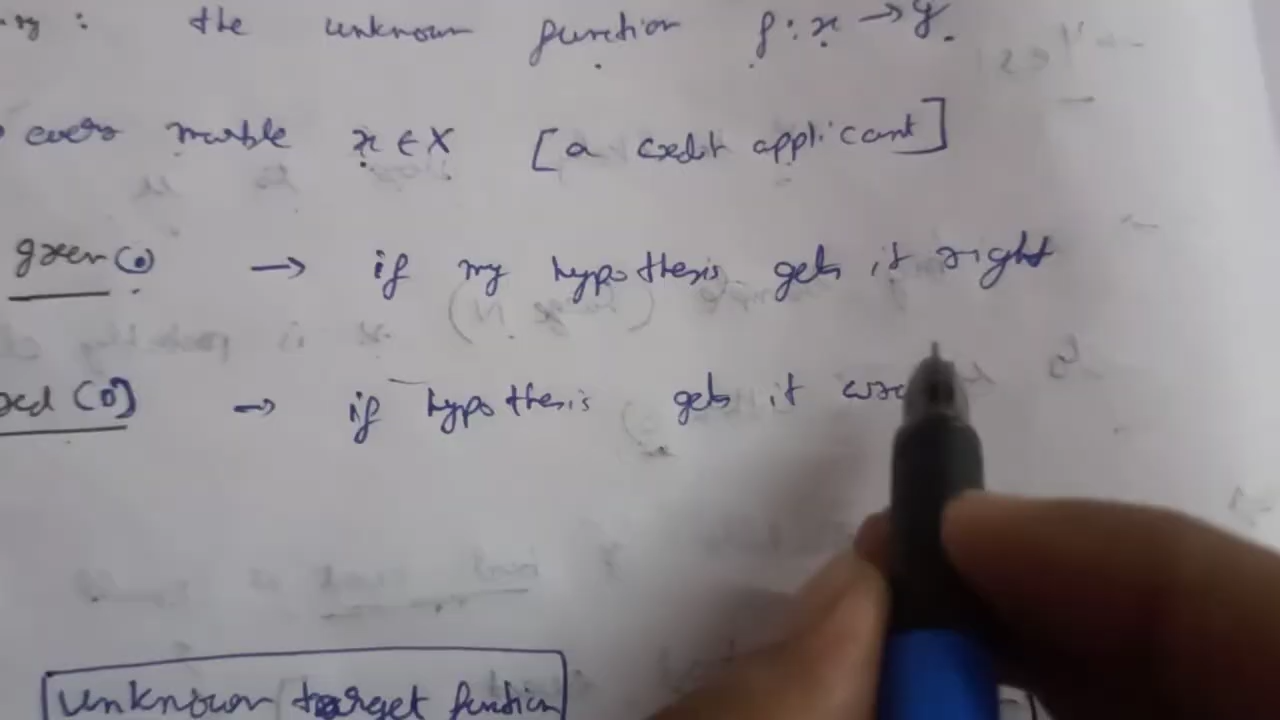 the unknown function f : x → y.
every marble x ∈ X [a credit applicant]
green (0) → if my hypothesis gets it right
red (0) → if hypothesis gets it
unknown target function